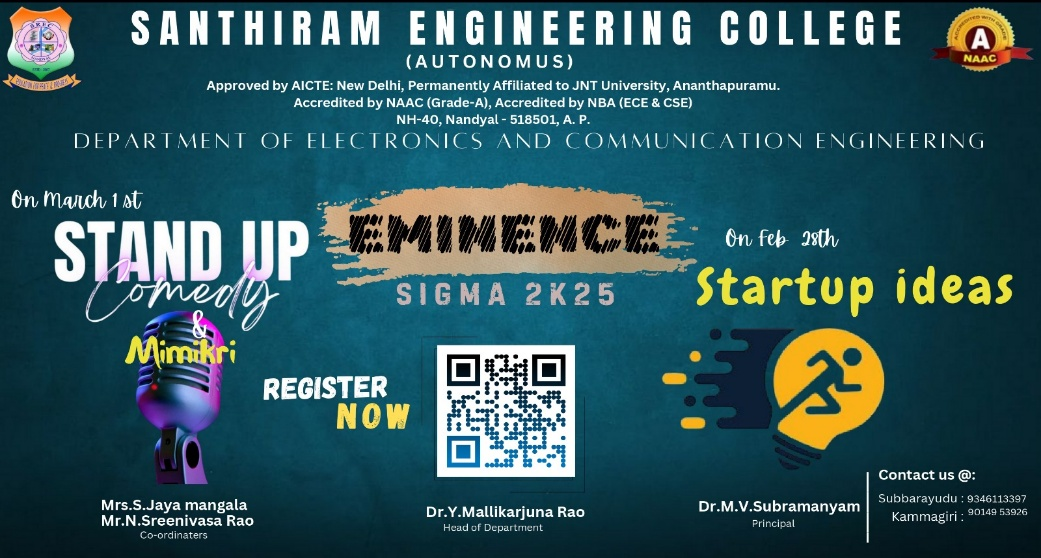 SANTHIRAM ENGINEERING COLLEGE
(AUTONOMUS)
Approved by AICTE: New Delhi, Permanently Affiliated to JNT University, Ananthapuramu.
Accredited by NAAC (Grade-A), Accredited by NBA (ECE & CSE)
NH-40, Nandyal - 518501, A. P.
A
NAAC
DEPARTMENT OF ELECTRONICS AND COMMUNICATION ENGINEERING
On March 1 st
STAND UP
Comedy
&
Mimikri
EMINENCE
SIGMA 2K25
On Feb 28th
Startup ideas
REGISTER
NOW
Mrs.S.Jaya mangala
Mr.N.Sreenivasa Rao
Co-ordinaters
Dr.Y.Mallikarjuna Rao
Head of Department
Dr.M.V.Subramanyam
Principal
Contact us @:
Subbarayudu : 9346113397
Kammagiri : 90149 53926